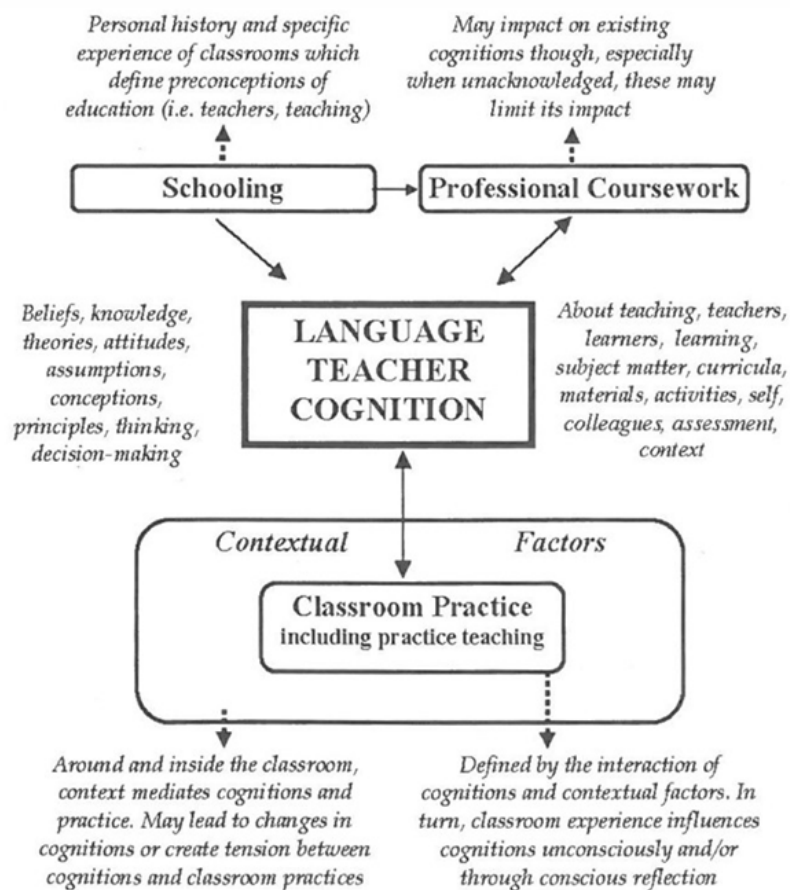 Personal history and specific
experience of classrooms which
define preconceptions of
education (i.e. teachers, teaching)
May impact on existing
cognitions though, especially
when unacknowledged, these may
limit its impact
Schooling
Professional Coursework
Beliefs, knowledge,
theories, attitudes,
assumptions,
conceptions,
principles, thinking,
decision-making
LANGUAGE
TEACHER
COGNITION
About teaching, teachers,
learners, learning,
subject matter, curricula,
materials, activities, self,
colleagues, assessment,
context
Contextual Factors
Classroom Practice
including practice teaching
Around and inside the classroom,
context mediates cognitions and
practice. May lead to changes in
cognitions or create tension between
cognitions and classroom practices
Defined by the interaction of
cognitions and contextual factors. In
turn, classroom experience influences
cognitions unconsciously and/or
through conscious reflection